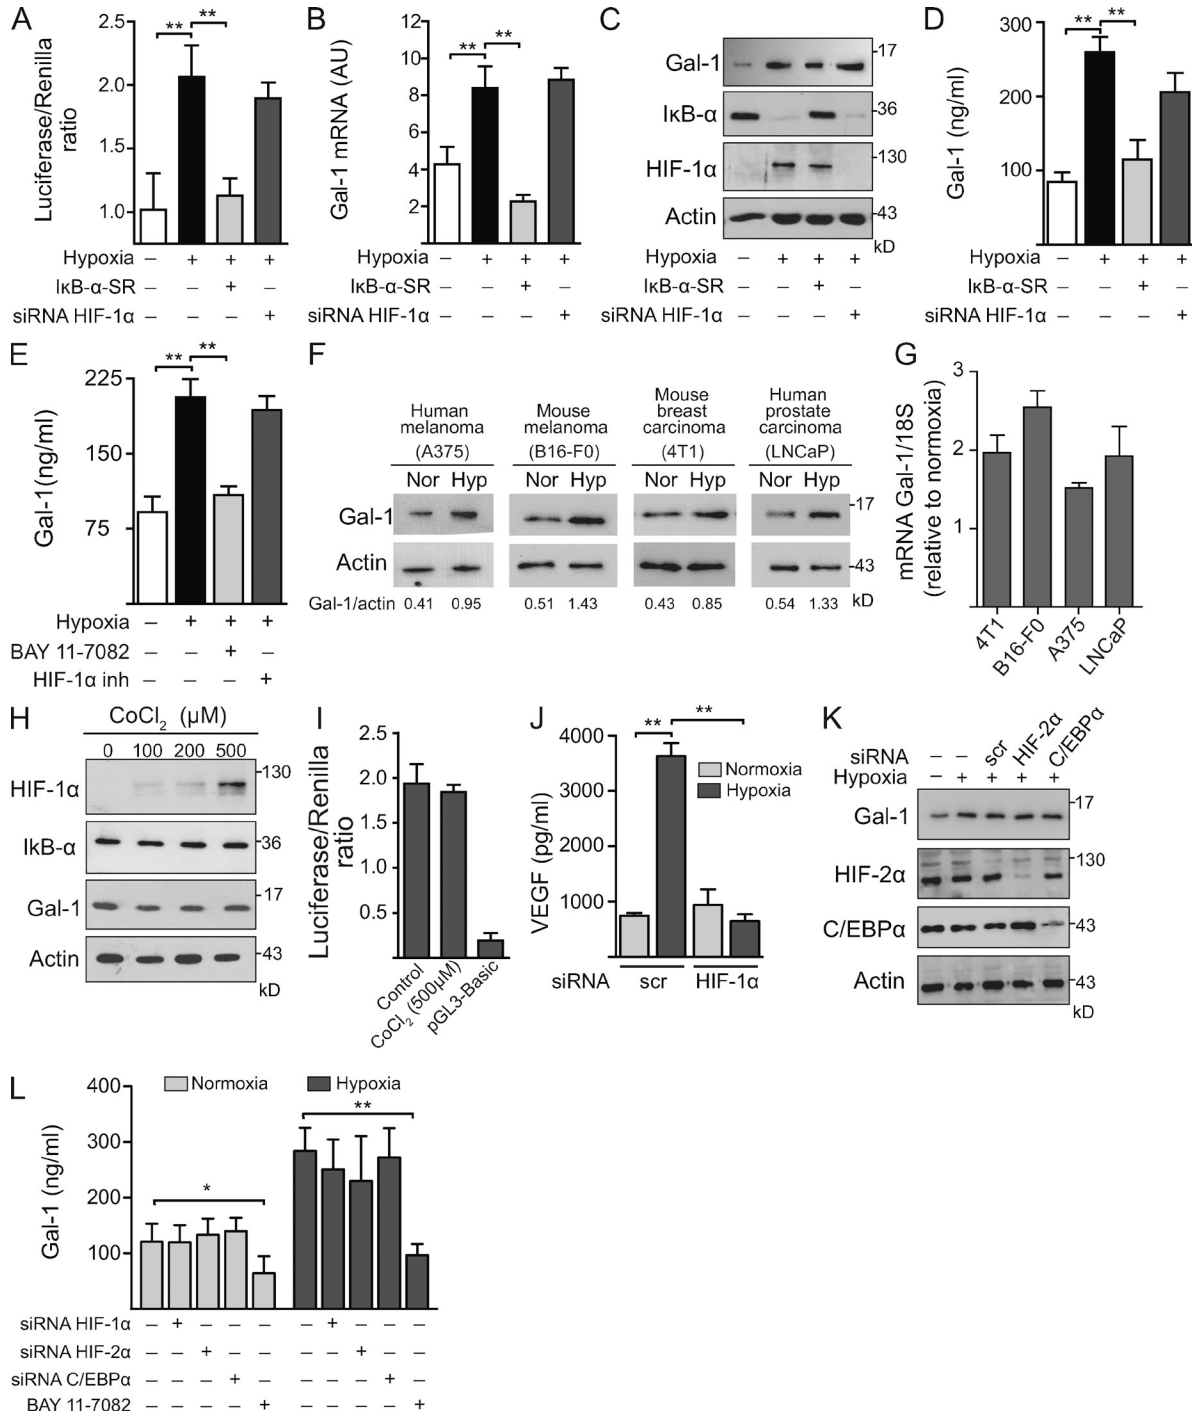 A
Luciferase/Renilla
ratio
2.5
2.0
1.5
1.0
** **
Hypoxia – + + +
IκB-α-SR – – + –
siRNA HIF-1α – – – +
B
Gal-1 mRNA (AU)
12
10
8
6
4
2
** **
Hypoxia – + + +
IκB-α-SR – – + –
siRNA HIF-1α – – – +
C
Gal-1 -17
IκB-α -36
HIF-1α -130
Actin -43
kD
Hypoxia – + + +
IκB-α-SR – – + –
siRNA HIF-1α – – – +
D
Gal-1 (ng/ml)
300
200
100
** **
Hypoxia – + + +
IκB-α-SR – – + –
siRNA HIF-1α – – – +
E
Gal-1(ng/ml)
225
150
75
** **
Hypoxia – + + +
BAY 11-7082 – – + –
HIF-1α inh – – – +
F
Human
melanoma
(A375)
Mouse
melanoma
(B16-F0)
Mouse
breast
carcinoma
(4T1)
Human
prostate
carcinoma
(LNCaP)
Nor Hyp Nor Hyp Nor Hyp Nor Hyp
Gal-1 -17
Actin -43
Gal-1/actin 0.41 0.95 0.51 1.43 0.43 0.85 0.54 1.33 kD
G
mRNA Gal-1/18S
(relative to normoxia)
3
2
1
4T1
B16-F0
A375
LNCaP
H
CoCl2 (µM)
0 100 200 500
HIF-1α -130
IkB-α -36
Gal-1 -17
Actin -43
kD
I
Luciferase/Renilla
ratio
2.5
2.0
1.5
1.0
0.5
Control
CoCl2 (500µM)
pGL3-Basic
J
VEGF (pg/ml)
4000
3000
2000
1000
** **
Normoxia
Hypoxia
siRNA scr HIF-1α
K
siRNA – – scr HIF-2α C/EBPα
Hypoxia – + + + +
Gal-1 -17
HIF-2α -130
C/EBPα -43
Actin -43
kD
L
Gal-1 (ng/ml)
400
300
200
100
Normoxia Hypoxia
* **
siRNA HIF-1α – + – – – – + – – –
siRNA HIF-2α – – + – – – – + – –
siRNA C/EBPα – – – + – – – – + –
BAY 11-7082 – – – – + – – – – +